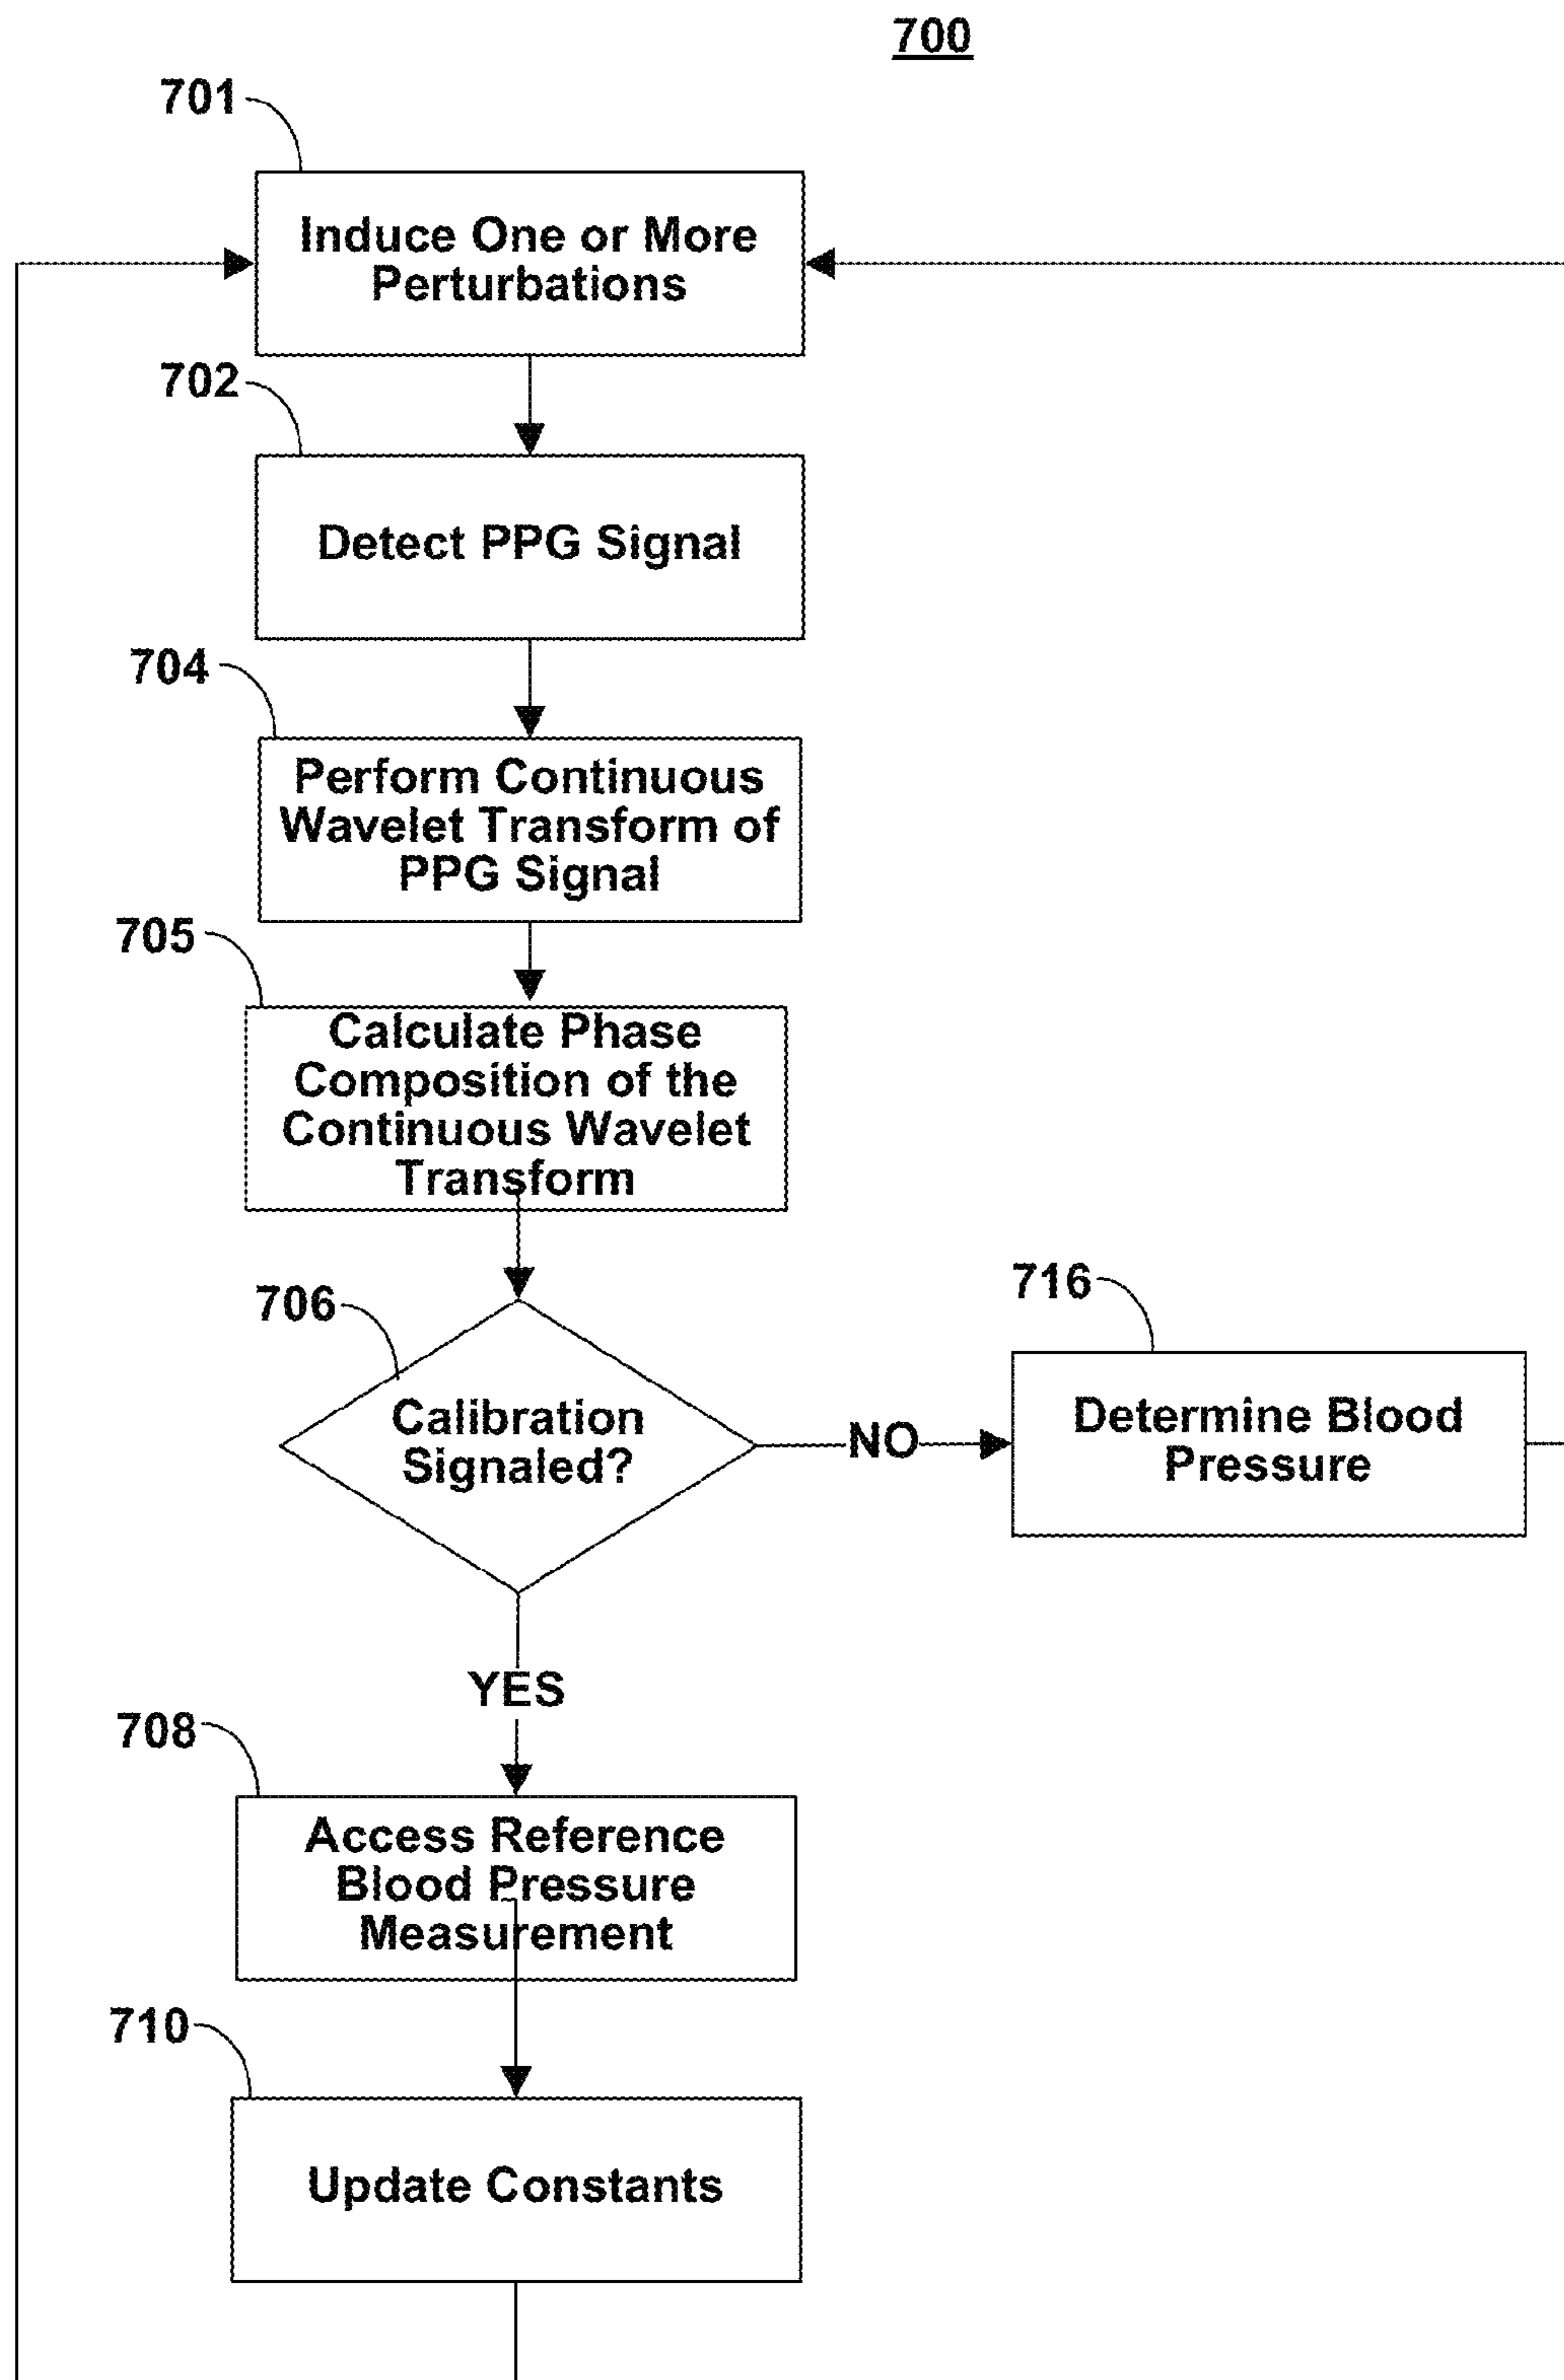 700
701
Induce One or More
Perturbations
702
Detect PPG Signal
704
Perform Continuous
Wavelet Transform of
PPG Signal
705
Calculate Phase
Composition of the
Continuous Wavelet
Transform
706
Calibration
Signaled?
NO
716
Determine Blood
Pressure
YES
708
Access Reference
Blood Pressure
Measurement
710
Update Constants